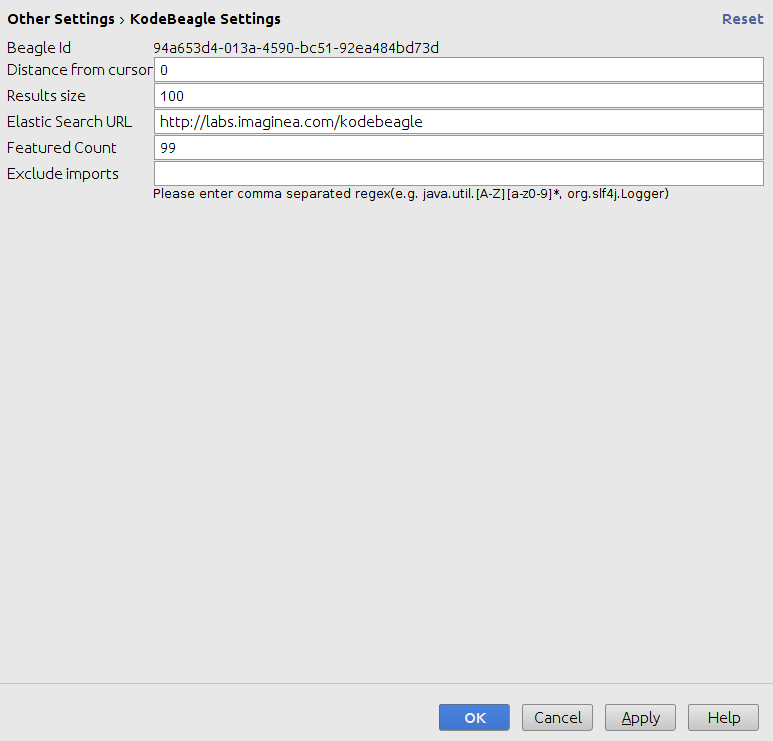 Other Settings › KodeBeagle Settings Reset
Beagle Id 94a653d4-013a-4590-bc51-92ea484bd73d
Distance from cursor 0
Results size 100
Elastic Search URL http://labs.imaginea.com/kodebeagle
Featured Count 99
Exclude imports
Please enter comma separated regex(e.g. java.util.[A-Z][a-z0-9]*, org.slf4j.Logger)
OK Cancel Apply Help